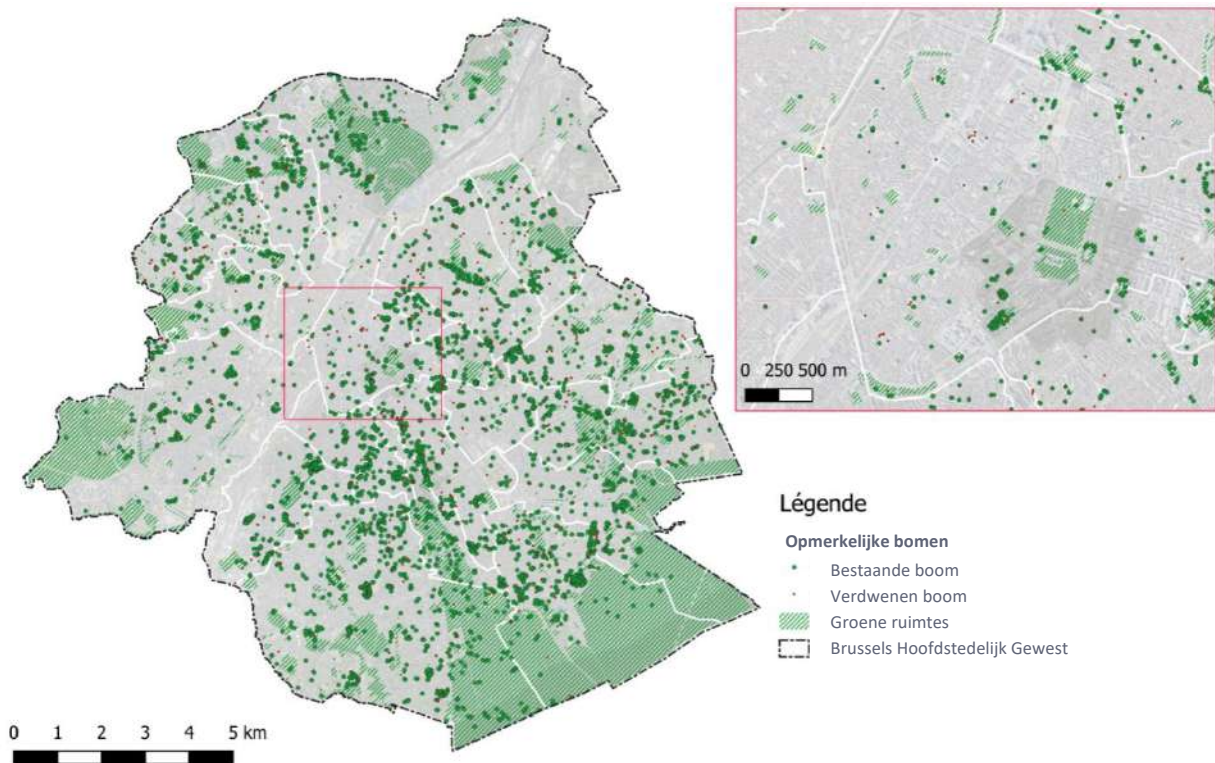 0 250 500 m
Légende
Opmerkelijke bomen
Bestaande boom
Verdwenen boom
Groene ruimtes
Brussels Hoofdstedelijk Gewest
0 1 2 3 4 5 km